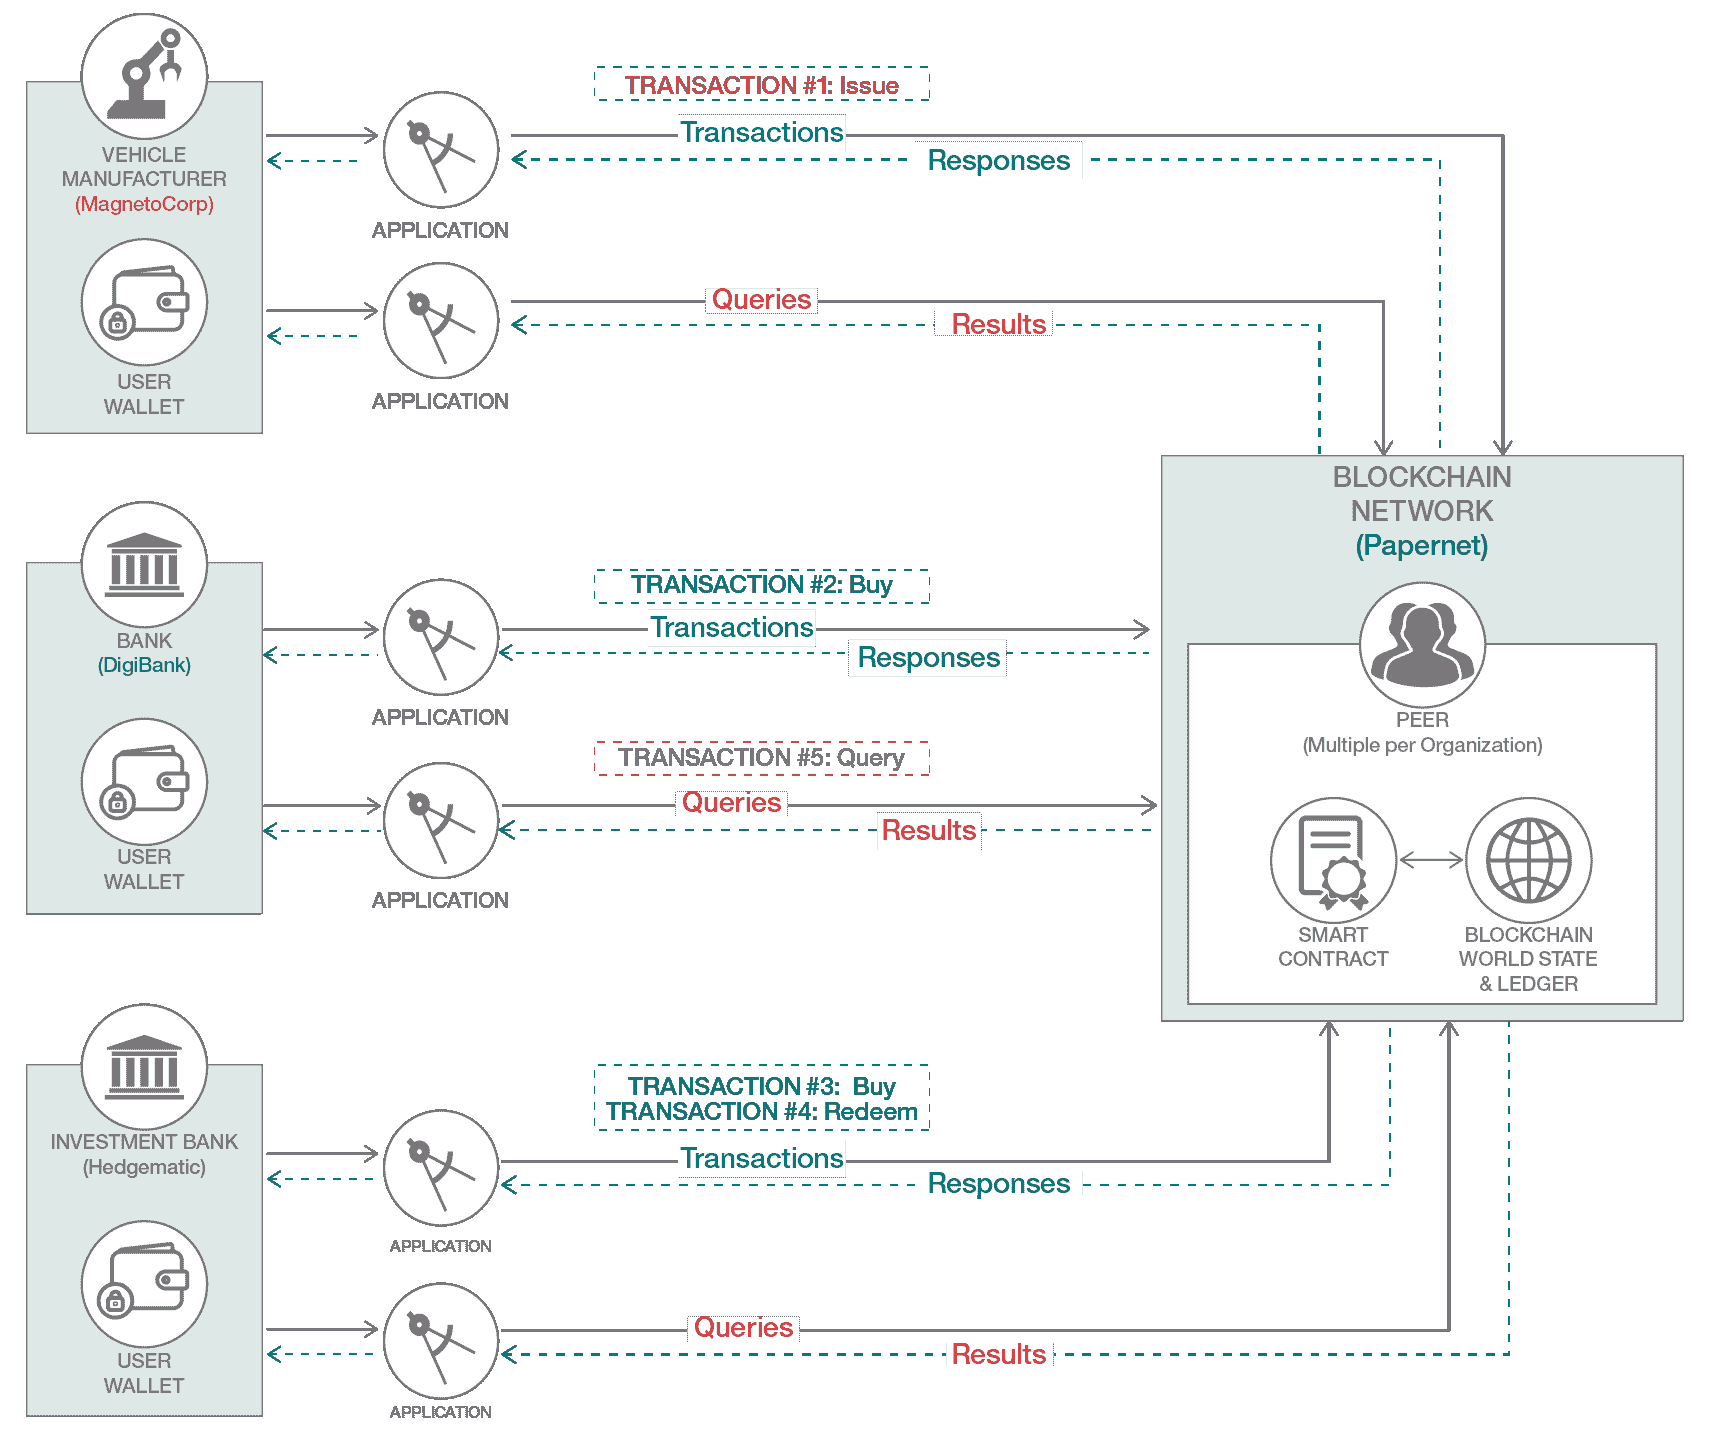 TRANSACTION #1: Issue
Transactions
Responses
VEHICLE
MANUFACTURER
(MagnetoCorp)
APPLICATION
Queries
Results
USER
WALLET
APPLICATION
BLOCKCHAIN
NETWORK
(Papernet)
TRANSACTION #2: Buy
Transactions
Responses
BANK
(DigiBank)
APPLICATION
PEER
(Multiple per Organization)
TRANSACTION #5: Query
Queries
Results
USER
WALLET
APPLICATION
SMART
CONTRACT
BLOCKCHAIN
WORLD STATE
& LEDGER
TRANSACTION #3: Buy
TRANSACTION #4: Redeem
Transactions
Responses
INVESTMENT BANK
(Hedgematic)
APPLICATION
Queries
Results
USER
WALLET
APPLICATION